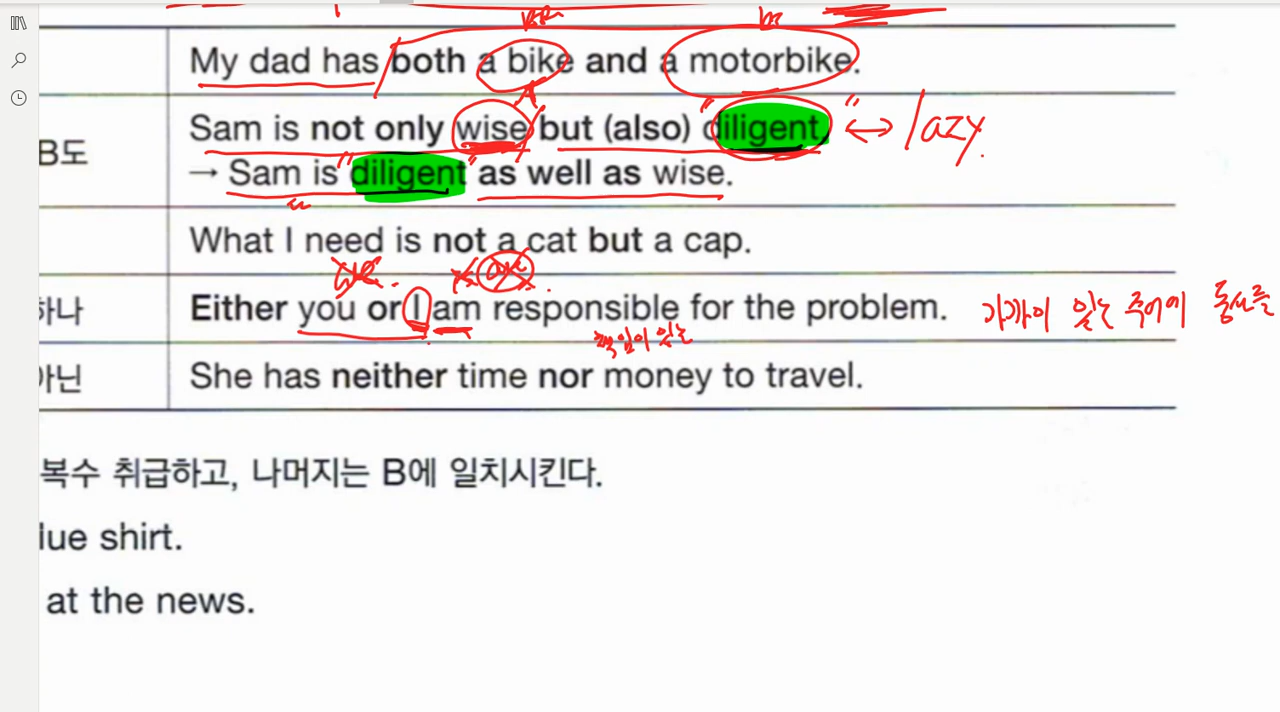 My dad has both a bike and a motorbike.
Sam is not only wise but (also) diligent. ↔ lazy.
B도
→ Sam is "diligent" as well as wise.
What I need is not a cat but a cap.
하나
Either you or I am responsible for the problem. 가까이 있는 주어에 동사를
책임이 있는
아닌
She has neither time nor money to travel.
복수 취급하고, 나머지는 B에 일치시킨다.
lue shirt.
at the news.